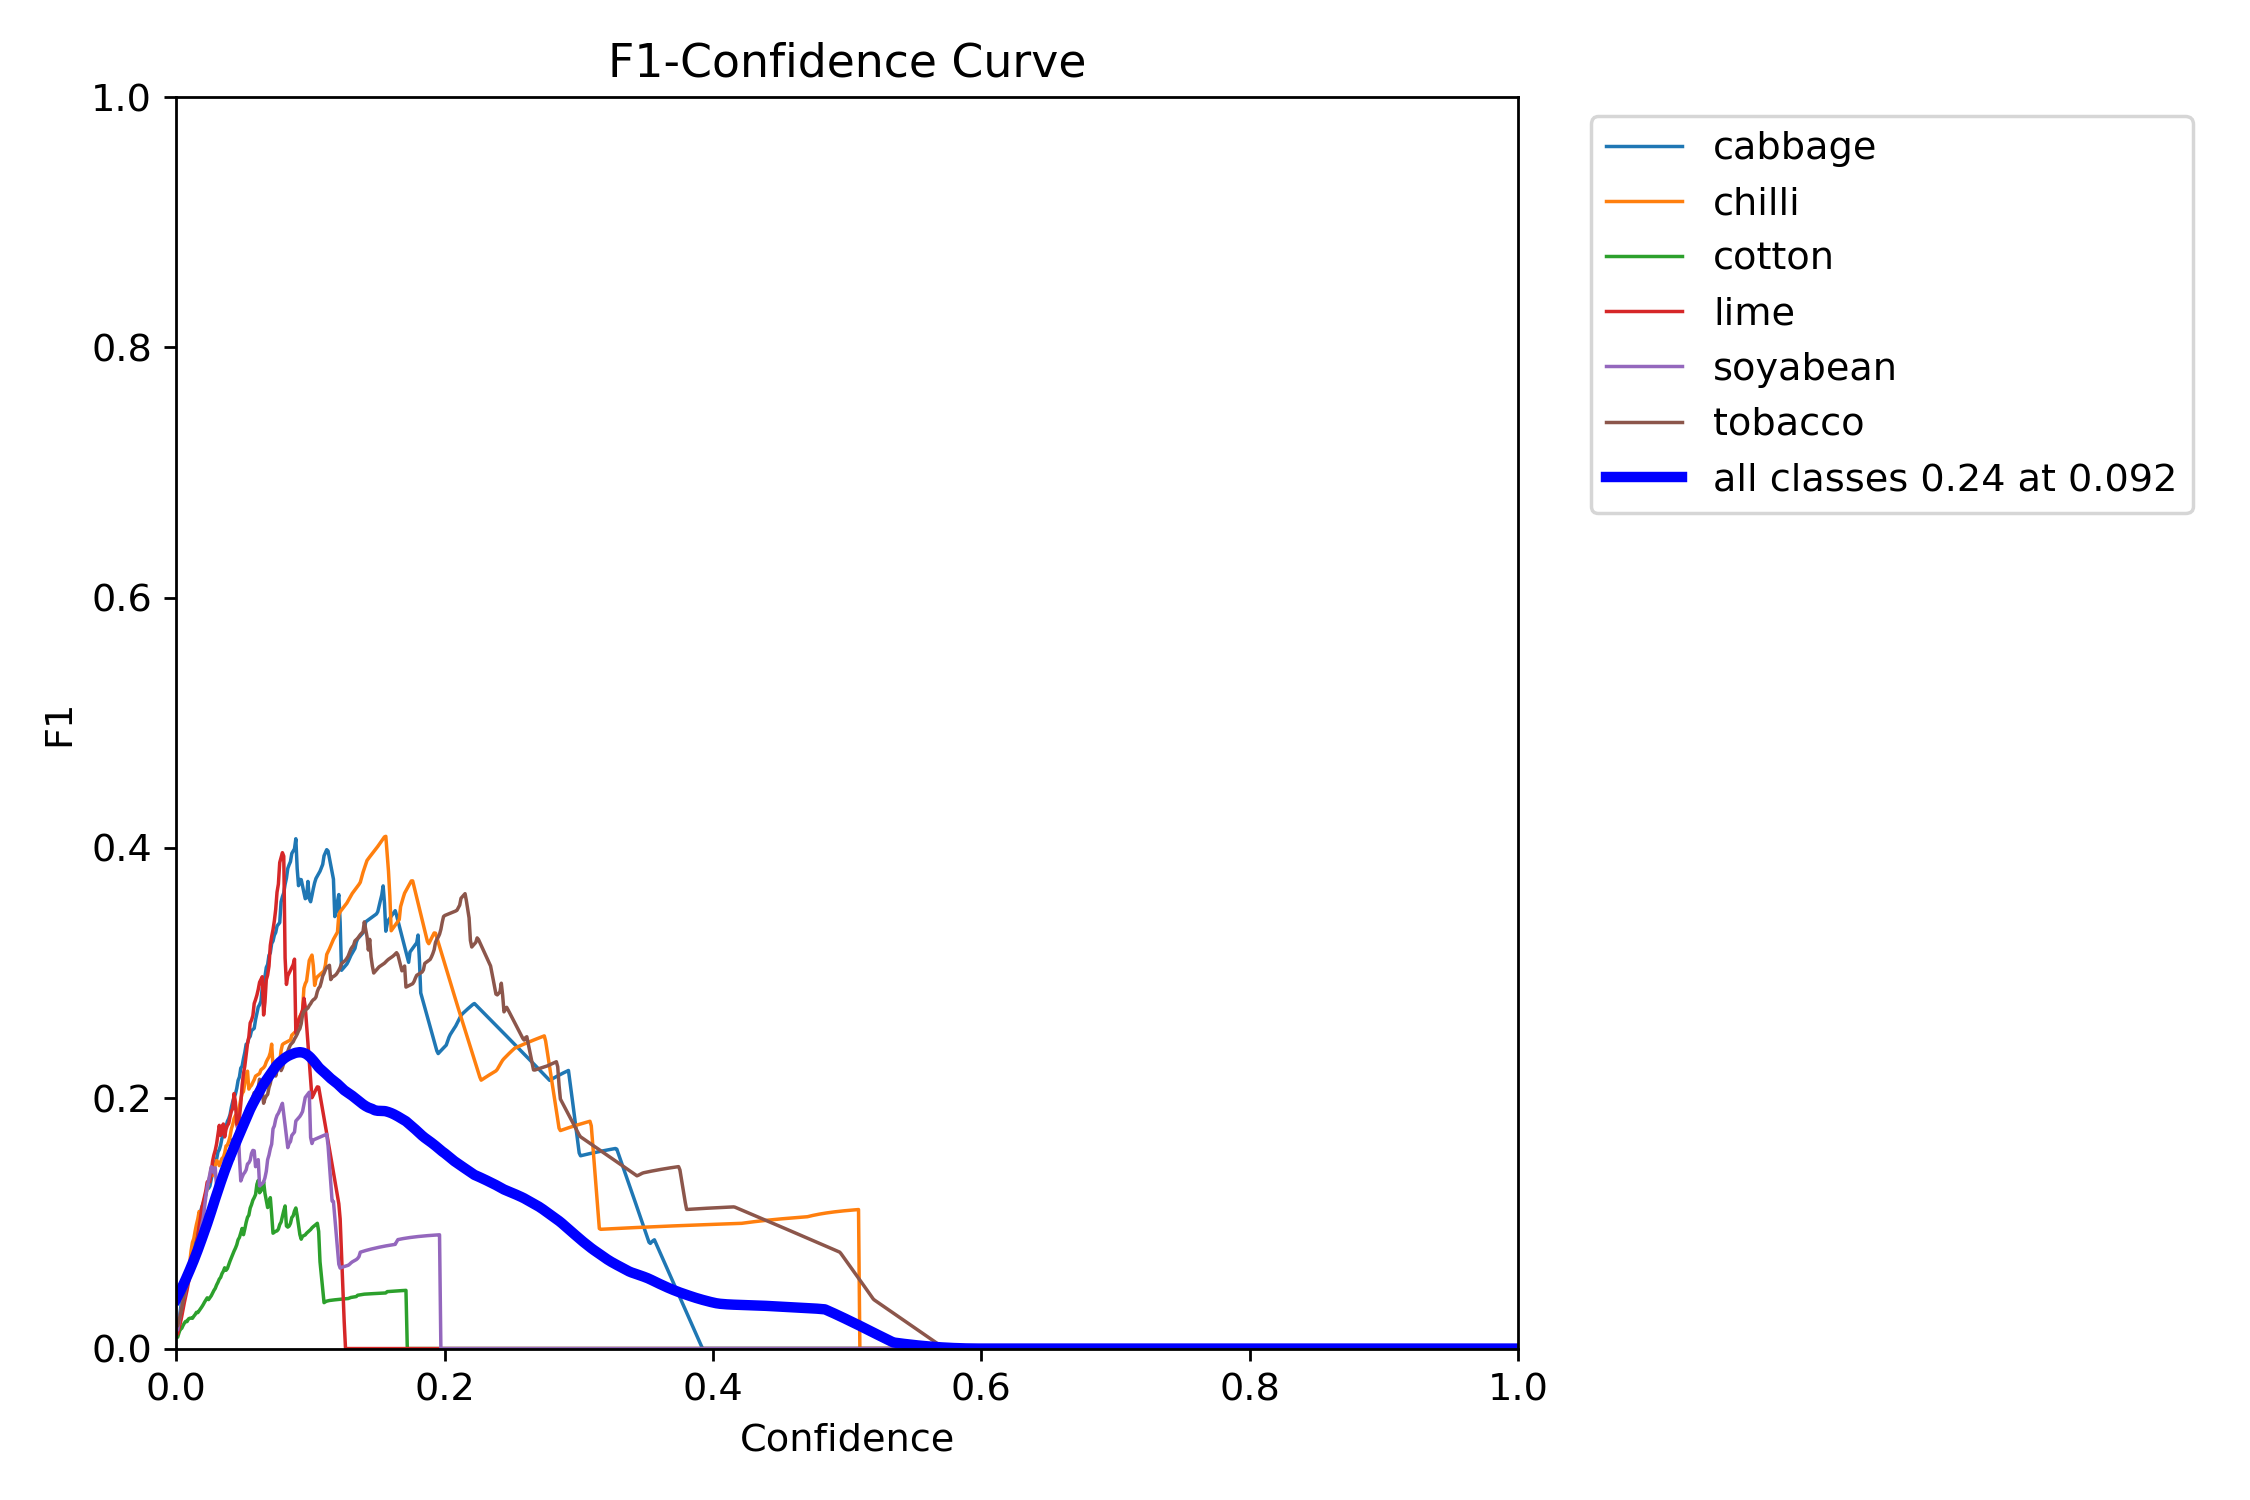 F1-Confidence Curve
1.0
0.8
0.6
0.4
0.2
0.0
F1
0.0 0.2 0.4 0.6 0.8 1.0
Confidence
cabbage
chilli
cotton
lime
soyabean
tobacco
all classes 0.24 at 0.092